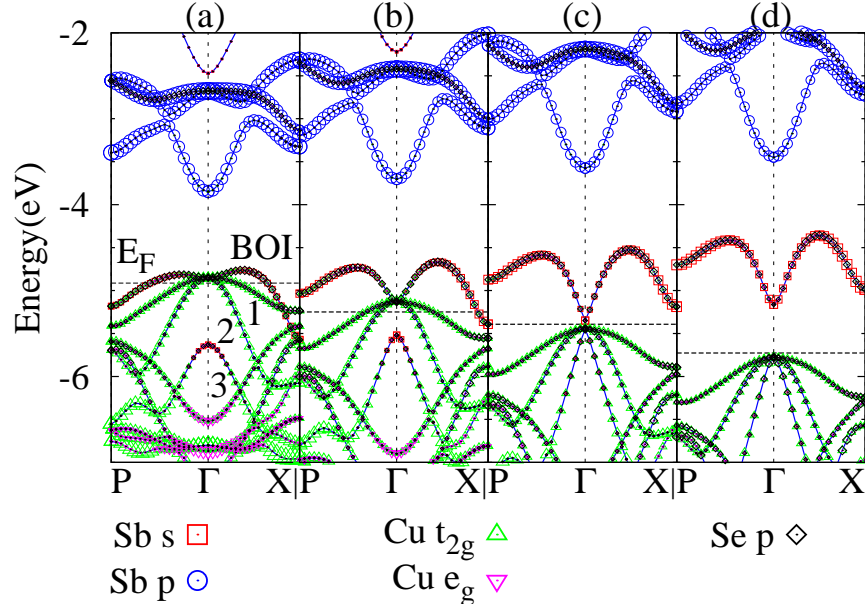 (a) (b) (c) (d)
-2
-4
-6
Energy(eV)
E_F BOI
1
2
3
P Γ X|P Γ X|P Γ X|P Γ X
Sb s Cu t_2g Se p
Sb p Cu e_g